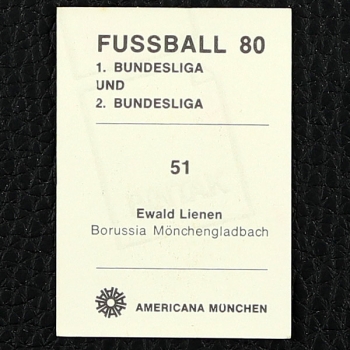 FUSSBALL 80
1. BUNDESLIGA
UND
2. BUNDESLIGA
51
Ewald Lienen
Borussia Mönchengladbach
AMERICANA MÜNCHEN